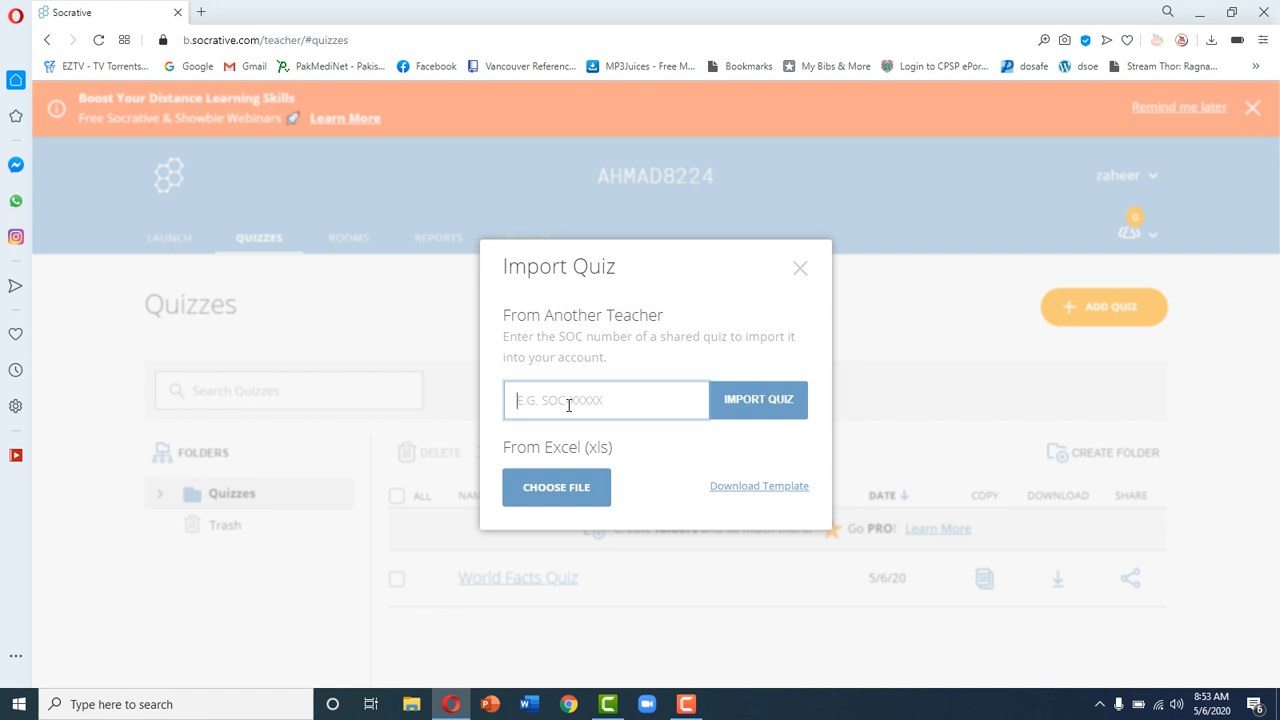 Socrative
b.socrative.com/teacher/#quizzes
EZTV - TV Torrents... Google Gmail PakMediNet - Pakis... Facebook Vancouver Referenc... MP3Juices - Free M... Bookmarks My Bibs & More Login to CPSP ePor... dosafe dsoe Stream Thor: Ragna... »
Boost Your Distance Learning Skills
Free Socrative & Showbie Webinars 🚀 Learn More
Remind me later
AHMAD8224
zaheer
0
LAUNCH QUIZZES ROOMS REPORTS
Import Quiz
Quizzes
ADD QUIZ
From Another Teacher
Enter the SOC number of a shared quiz to import it
into your account.
Search Quizzes
E.G. SOC-XXXXX
IMPORT QUIZ
From Excel (xls)
CHOOSE FILE
Download Template
FOLDERS
DELETE
CREATE FOLDER
Quizzes
Trash
ALL
DATE COPY DOWNLOAD SHARE
Go PRO! Learn More
World Facts Quiz 5/6/20
Type here to search
8:53 AM
5/6/2020
6